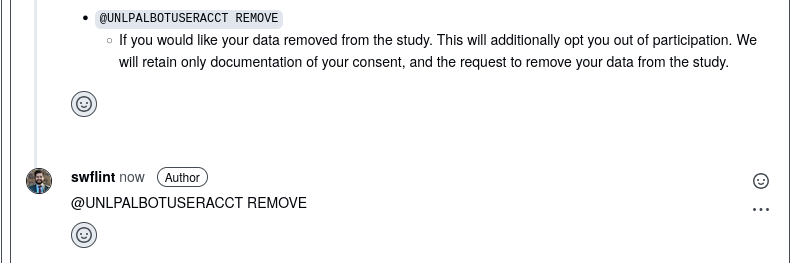 @UNLPALBOTUSERACCT REMOVE
If you would like your data removed from the study. This will additionally opt you out of participation. We
will retain only documentation of your consent, and the request to remove your data from the study.
swflint now Author
@UNLPALBOTUSERACCT REMOVE